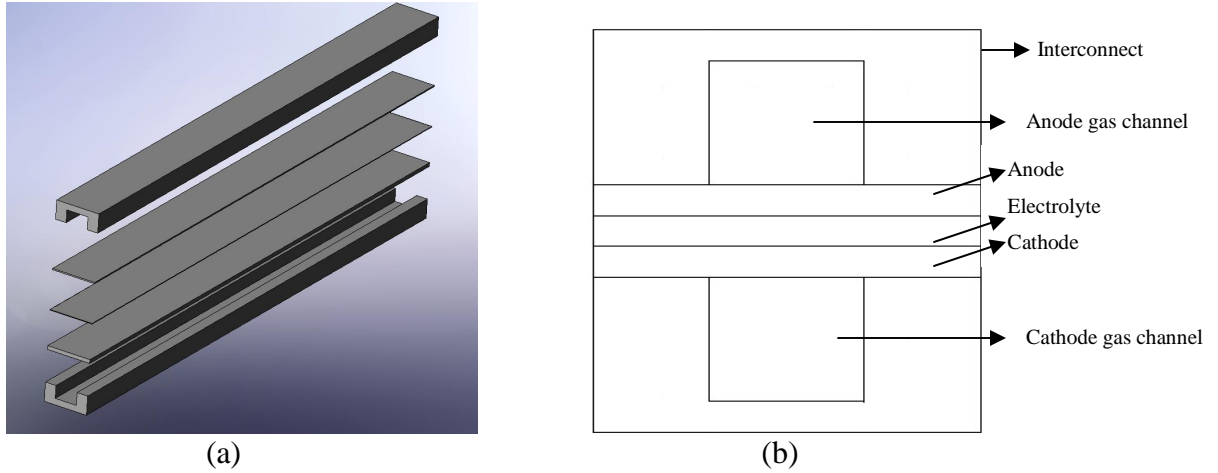 Interconnect
Anode gas channel
Anode
Electrolyte
Cathode
Cathode gas channel
(a)
(b)